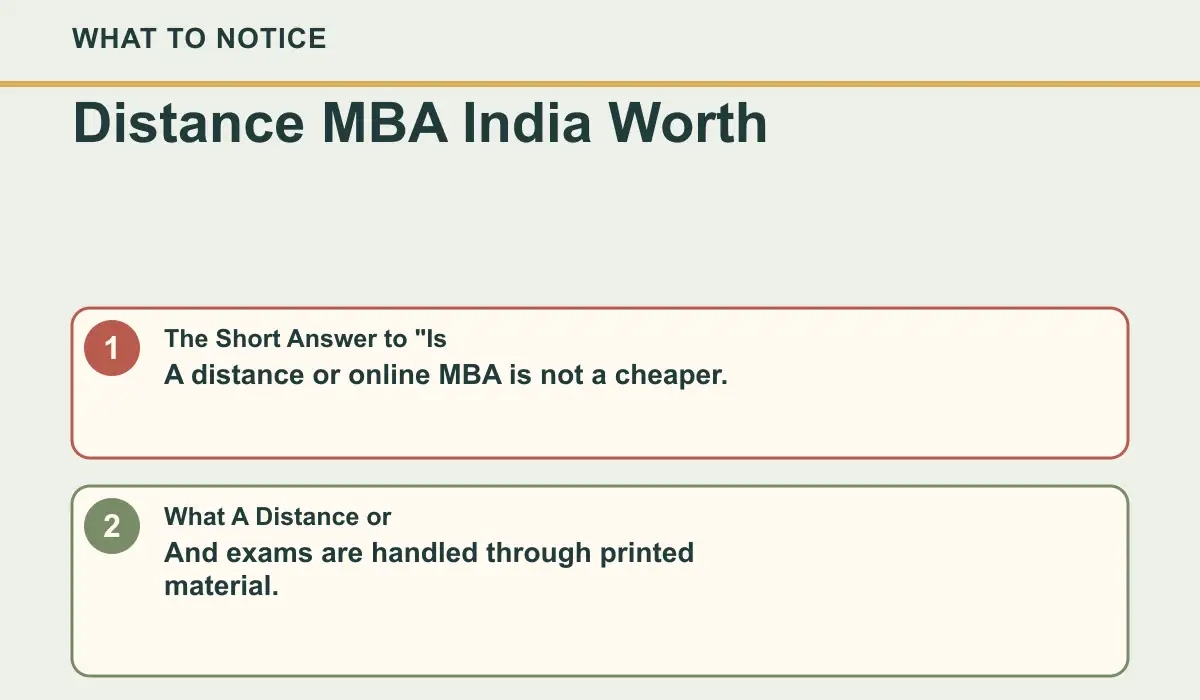 WHAT TO NOTICE
Distance MBA India Worth
1
The Short Answer to "Is
A distance or online MBA is not a cheaper.
2
What A Distance or
And exams are handled through printed
material.